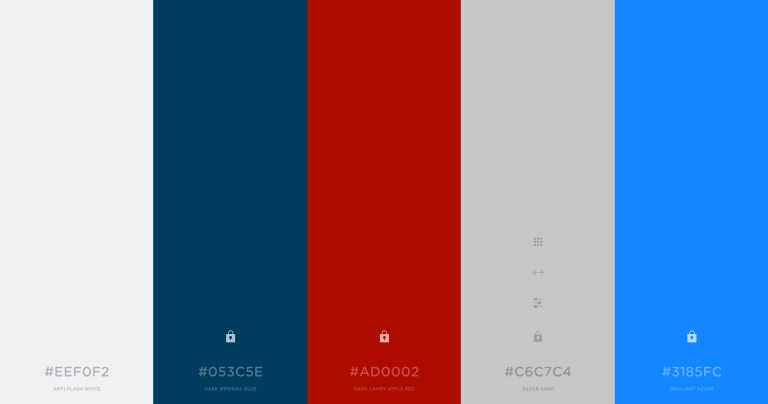 #EEF0F2
ANTI-FLASH WHITE
#053C5E
DARK IMPERIAL BLUE
#AD0002
DARK CANDY APPLE RED
#C6C7C4
SILVER SAND
#3185FC
BRILLIANT AZURE